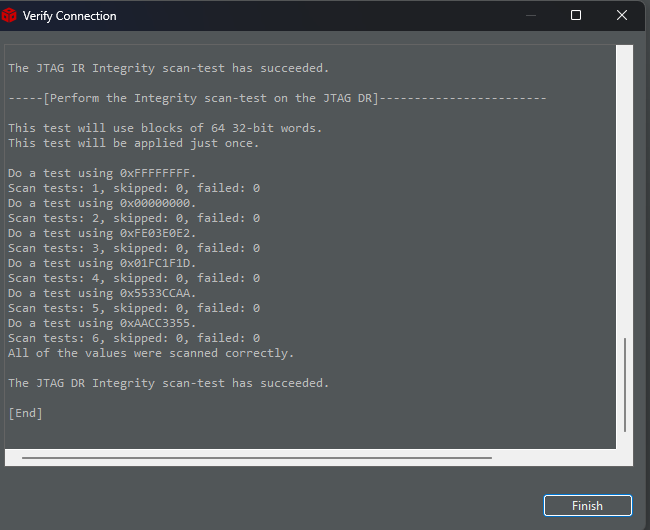 Verify Connection
The JTAG IR Integrity scan-test has succeeded.
-----[Perform the Integrity scan-test on the JTAG DR]------------------------
This test will use blocks of 64 32-bit words.
This test will be applied just once.
Do a test using 0xFFFFFFFF.
Scan tests: 1, skipped: 0, failed: 0
Do a test using 0x00000000.
Scan tests: 2, skipped: 0, failed: 0
Do a test using 0xFE03E0E2.
Scan tests: 3, skipped: 0, failed: 0
Do a test using 0x01FC1F1D.
Scan tests: 4, skipped: 0, failed: 0
Do a test using 0x5533CCAA.
Scan tests: 5, skipped: 0, failed: 0
Do a test using 0xAACC3355.
Scan tests: 6, skipped: 0, failed: 0
All of the values were scanned correctly.
The JTAG DR Integrity scan-test has succeeded.
[End]
Finish